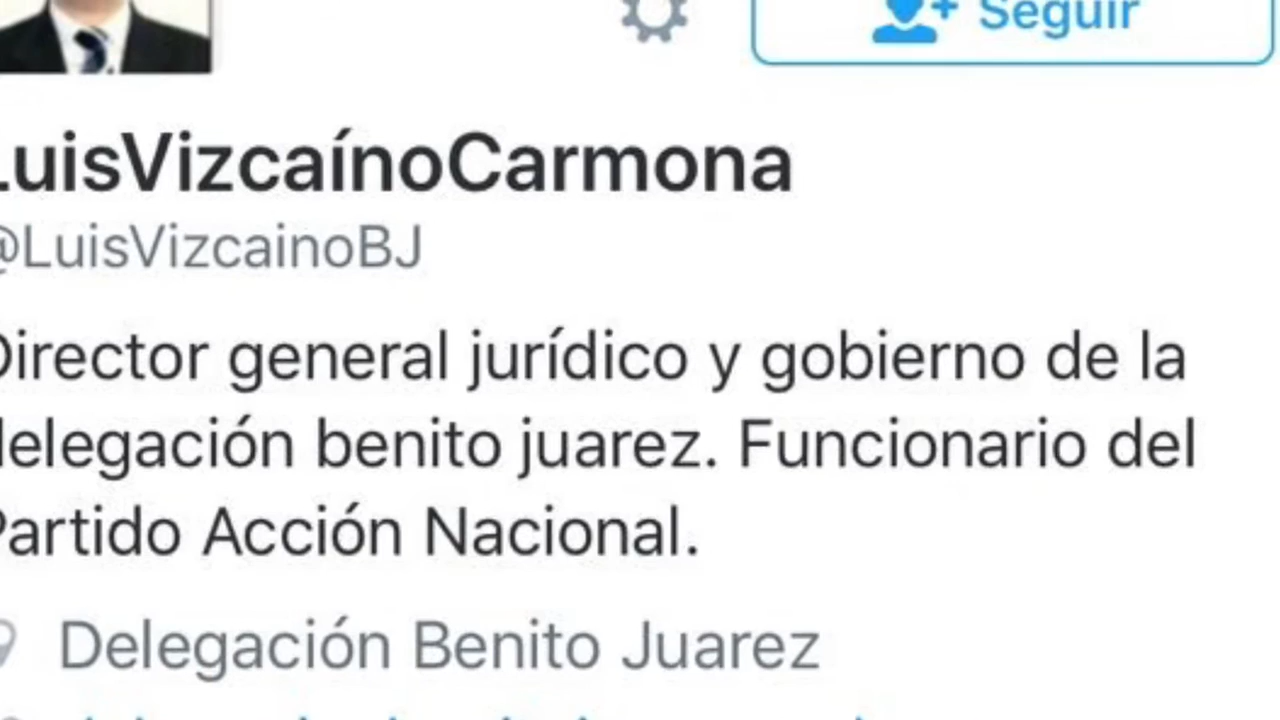 Seguir
LuisVizcaínoCarmona
@LuisVizcainoBJ
Director general jurídico y gobierno de la
delegación benito juarez. Funcionario del
Partido Acción Nacional.
Delegación Benito Juarez